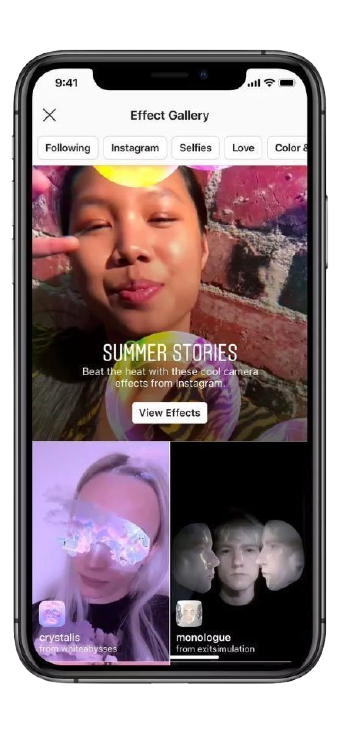 9:41
Effect Gallery
Following
Instagram
Selfies
Love
Color &
SUMMER STORIES
Beat the heat with these cool camera
effects from Instagram.
View Effects
crystalis
from whiteabysses
monologue
from exitsimulation